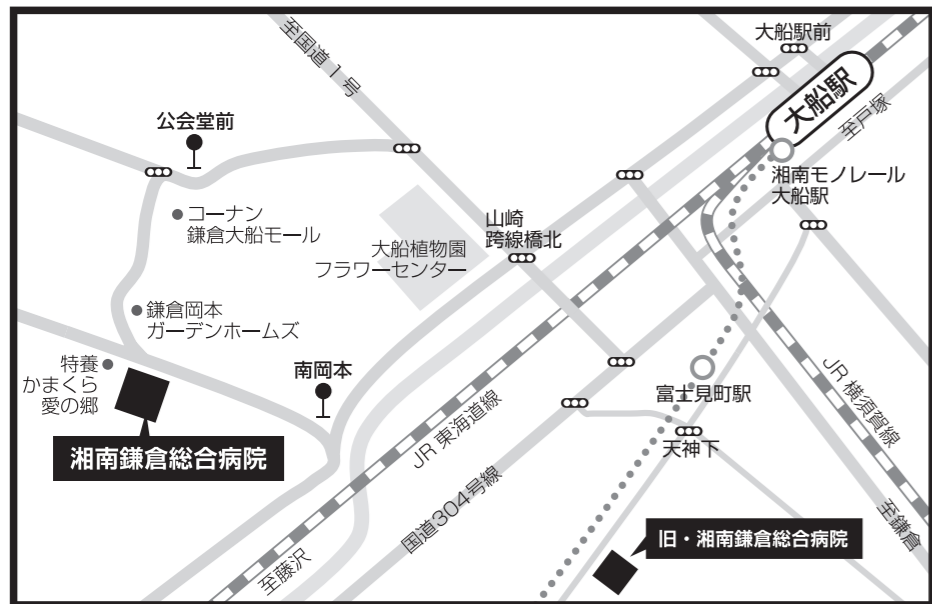 至国道1号
大船駅前
大船駅
至戸塚
公会堂前
湘南モノレール
大船駅
コーナン
鎌倉大船モール
山崎
跨線橋北
大船植物園
フラワーセンター
鎌倉岡本
ガーデンホームズ
特養
かまくら
愛の郷
南岡本
富士見町駅
JR 横須賀線
JR 東海道線
天神下
湘南鎌倉総合病院
国道304号線
至鎌倉
旧・湘南鎌倉総合病院
至藤沢